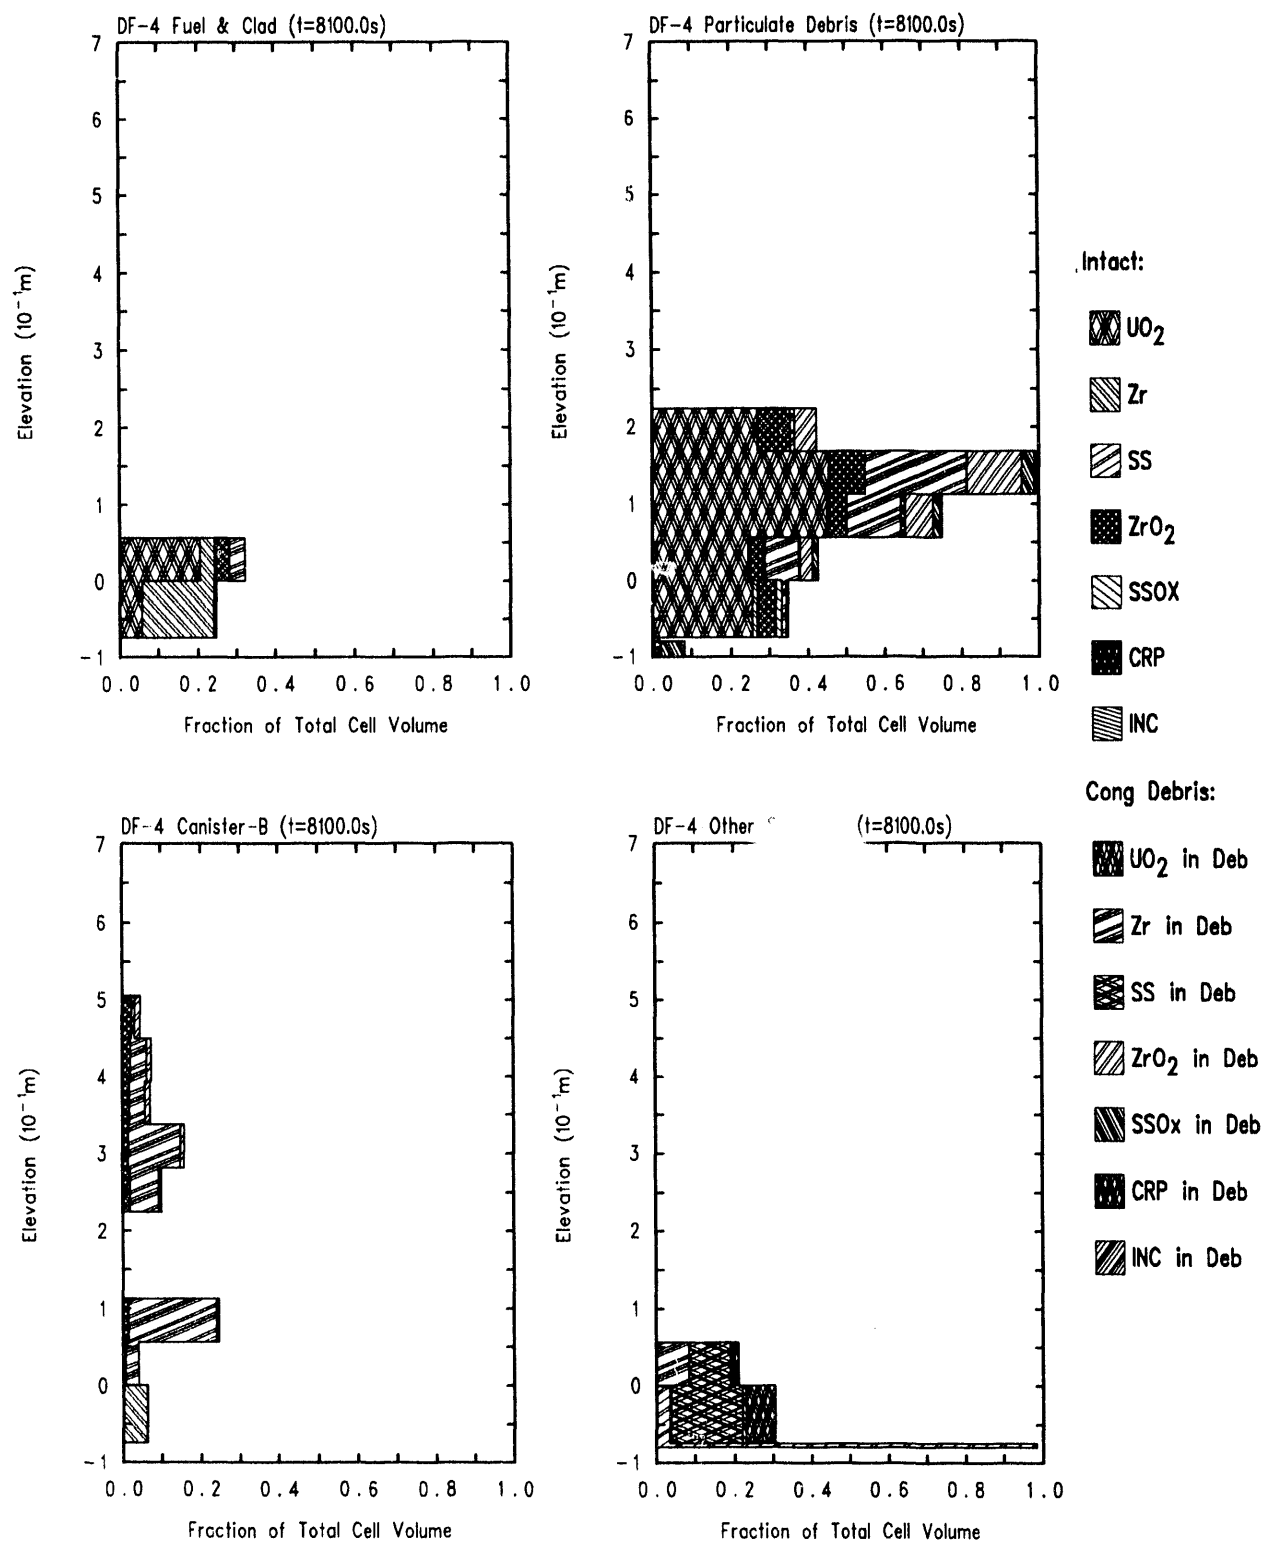 DF-4 Fuel & Clad (t=8100.0s)
7
6
5
4
3
2
1
0
-1
Elevation (10⁻¹m)
0.0 0.2 0.4 0.6 0.8 1.0
Fraction of Total Cell Volume
DF-4 Particulate Debris (t=8100.0s)
7
6
5
4
3
2
1
0
-1
Elevation (10⁻¹m)
0.0 0.2 0.4 0.6 0.8 1.0
Fraction of Total Cell Volume
DF-4 Canister-B (t=8100.0s)
7
6
5
4
3
2
1
0
-1
Elevation (10⁻¹m)
0.0 0.2 0.4 0.6 0.8 1.0
Fraction of Total Cell Volume
DF-4 Other (t=8100.0s)
7
6
5
4
3
2
1
0
-1
Elevation (10⁻¹m)
0.0 0.2 0.4 0.6 0.8 1.0
Fraction of Total Cell Volume
Intact:
UO₂
Zr
SS
ZrO₂
SSOX
CRP
INC
Cong Debris:
UO₂ in Deb
Zr in Deb
SS in Deb
ZrO₂ in Deb
SSOx in Deb
CRP in Deb
INC in Deb